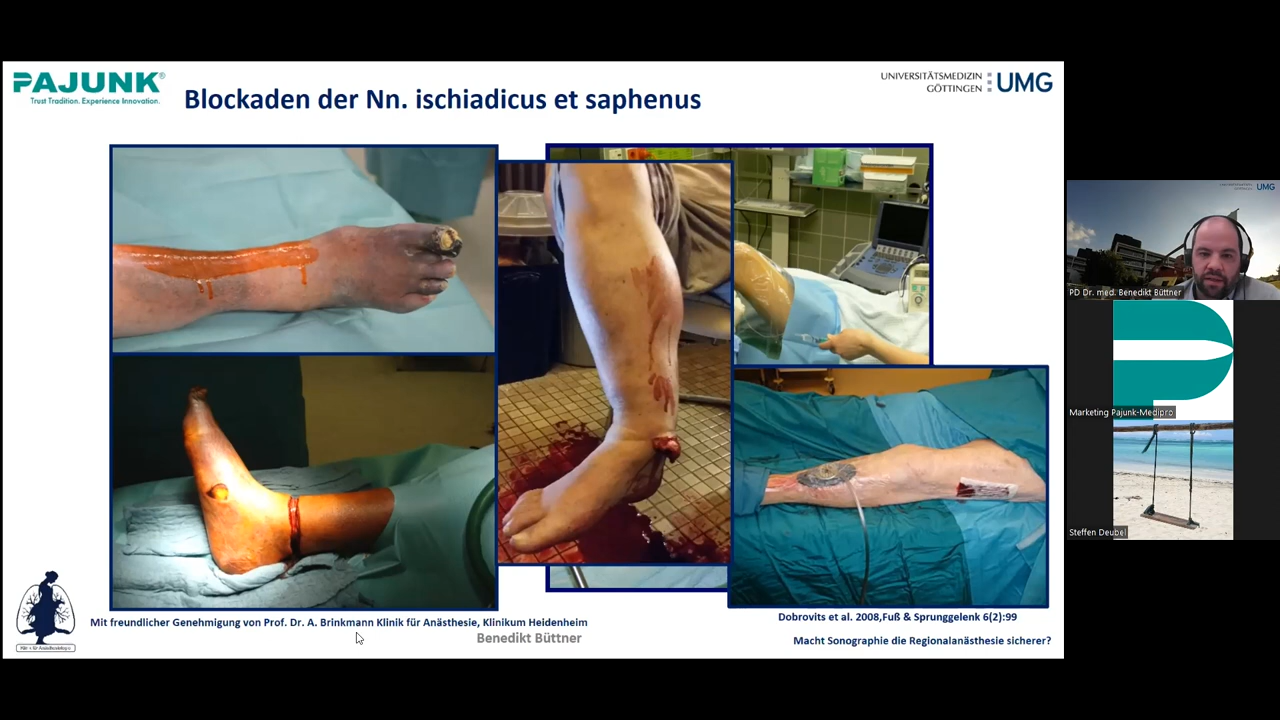 PAJUNK®
Trust Tradition. Experience Innovation.
Blockaden der Nn. ischiadicus et saphenus
UNIVERSITÄTSMEDIZIN
GÖTTINGEN
UMG
Mit freundlicher Genehmigung von Prof. Dr. A. Brinkmann Klinik für Anästhesie, Klinikum Heidenheim
Benedikt Büttner
Dobrovits et al. 2008,Fuß & Sprunggelenk 6(2):99
Macht Sonographie die Regionalanästhesie sicherer?
UMG
PD Dr. med. Benedikt Büttner
Marketing Pajunk-Medipro
Steffen Deubel